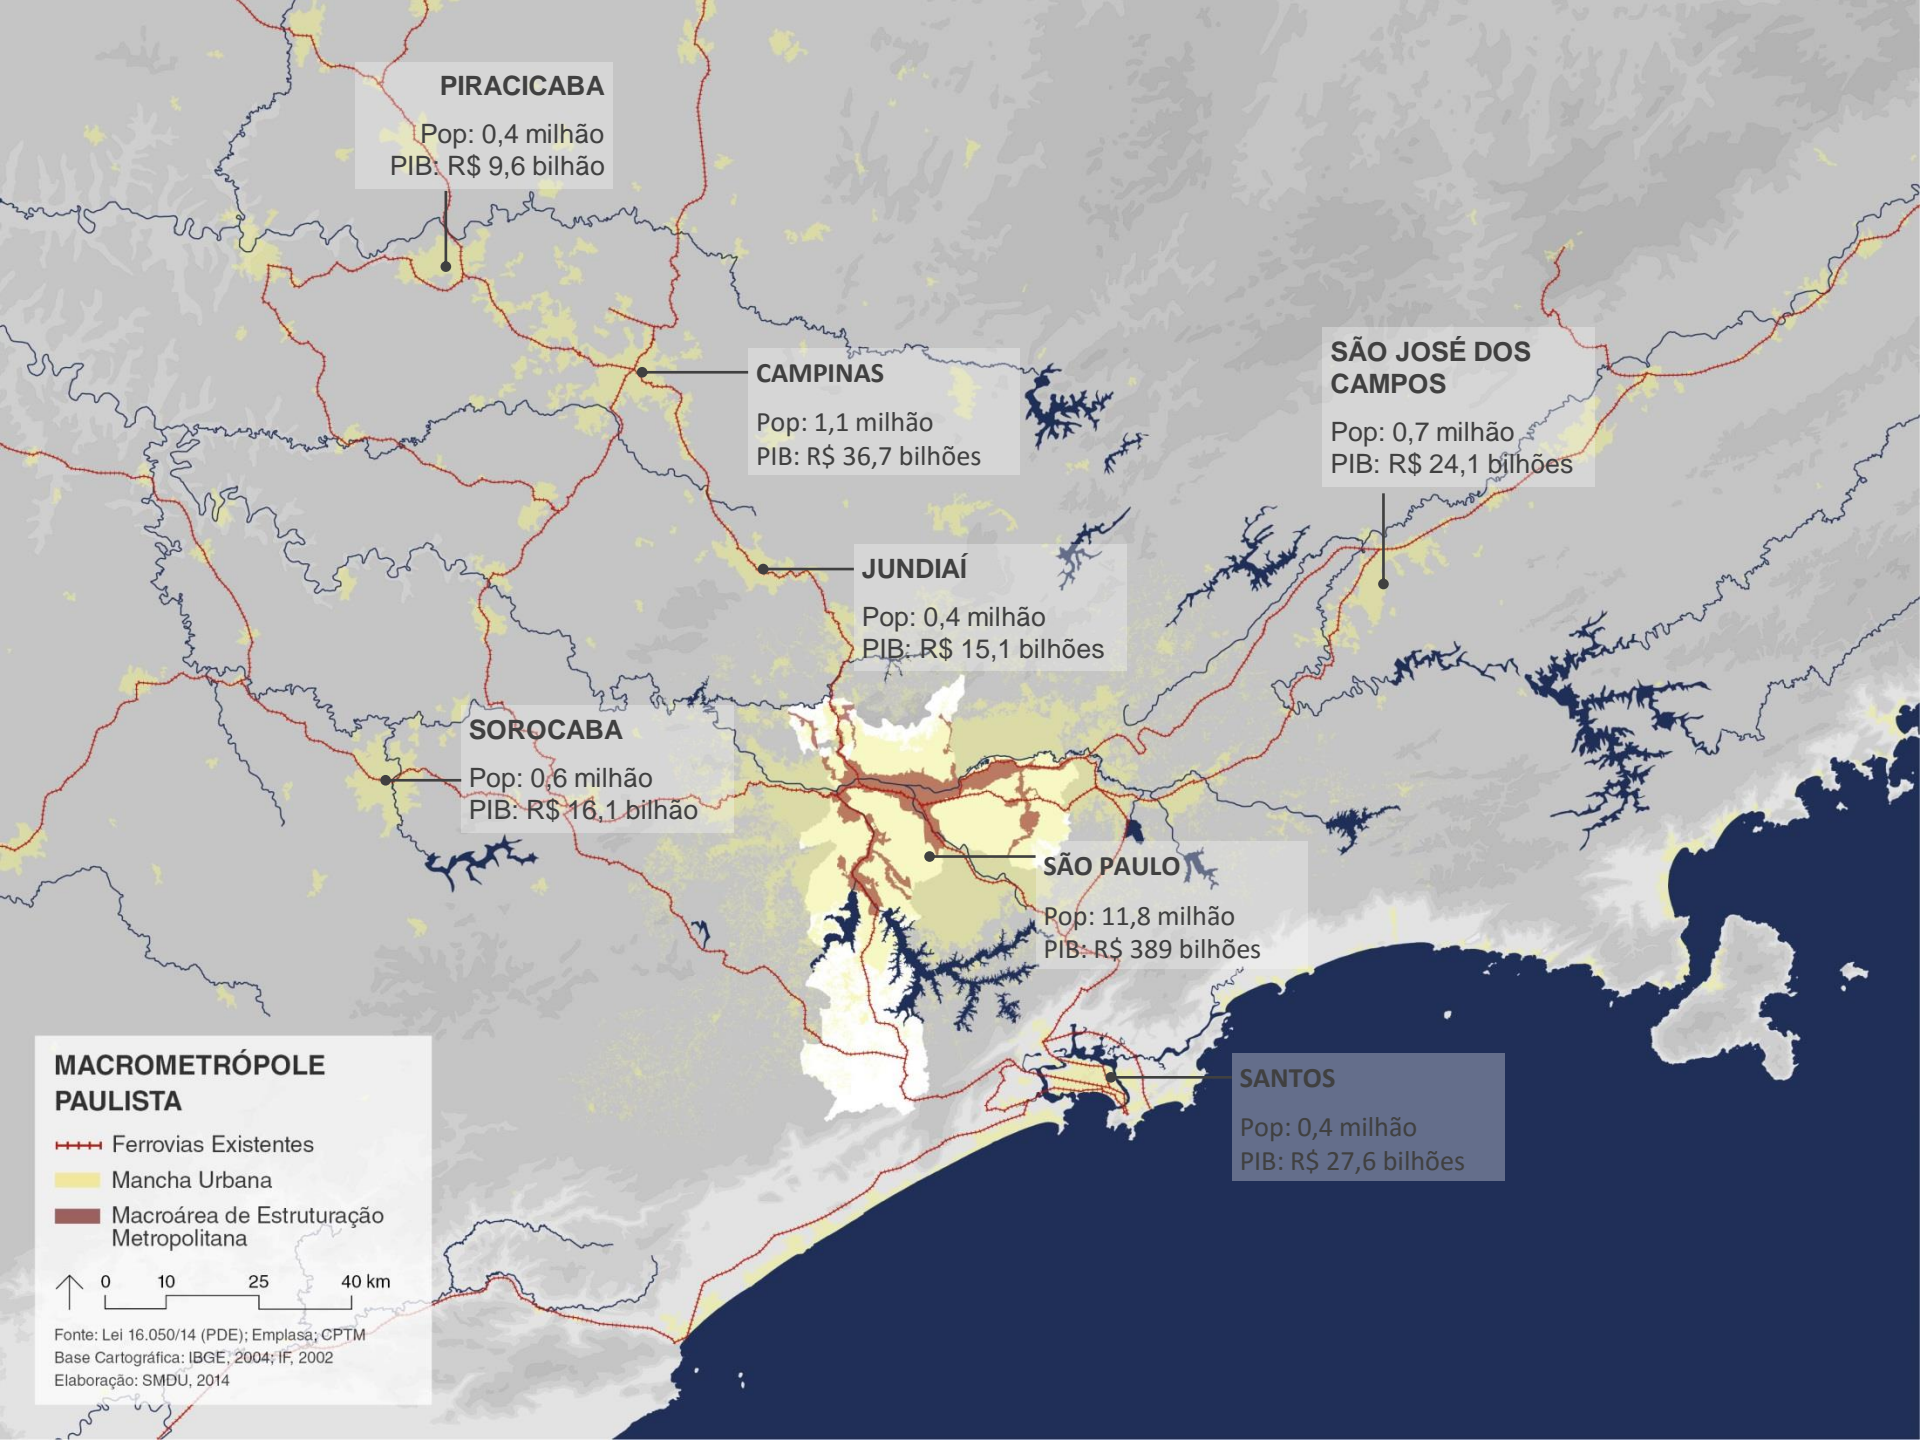 PIRACICABA
Pop: 0,4 milhão
PIB: R$ 9,6 bilhão
CAMPINAS
Pop: 1,1 milhão
PIB: R$ 36,7 bilhões
SÃO JOSÉ DOS
CAMPOS
Pop: 0,7 milhão
PIB: R$ 24,1 bilhões
JUNDIAÍ
Pop: 0,4 milhão
PIB: R$ 15,1 bilhões
SOROCABA
Pop: 0,6 milhão
PIB: R$ 16,1 bilhão
SÃO PAULO
Pop: 11,8 milhão
PIB: R$ 389 bilhões
SANTOS
Pop: 0,4 milhão
PIB: R$ 27,6 bilhões
MACROMETRÓPOLE
PAULISTA
Ferrovias Existentes
Mancha Urbana
Macroárea de Estruturação
Metropolitana
0 10 25 40 km
Fonte: Lei 16.050/14 (PDE); Emplasa; CPTM
Base Cartográfica: IBGE, 2004; IF, 2002
Elaboração: SMDU, 2014